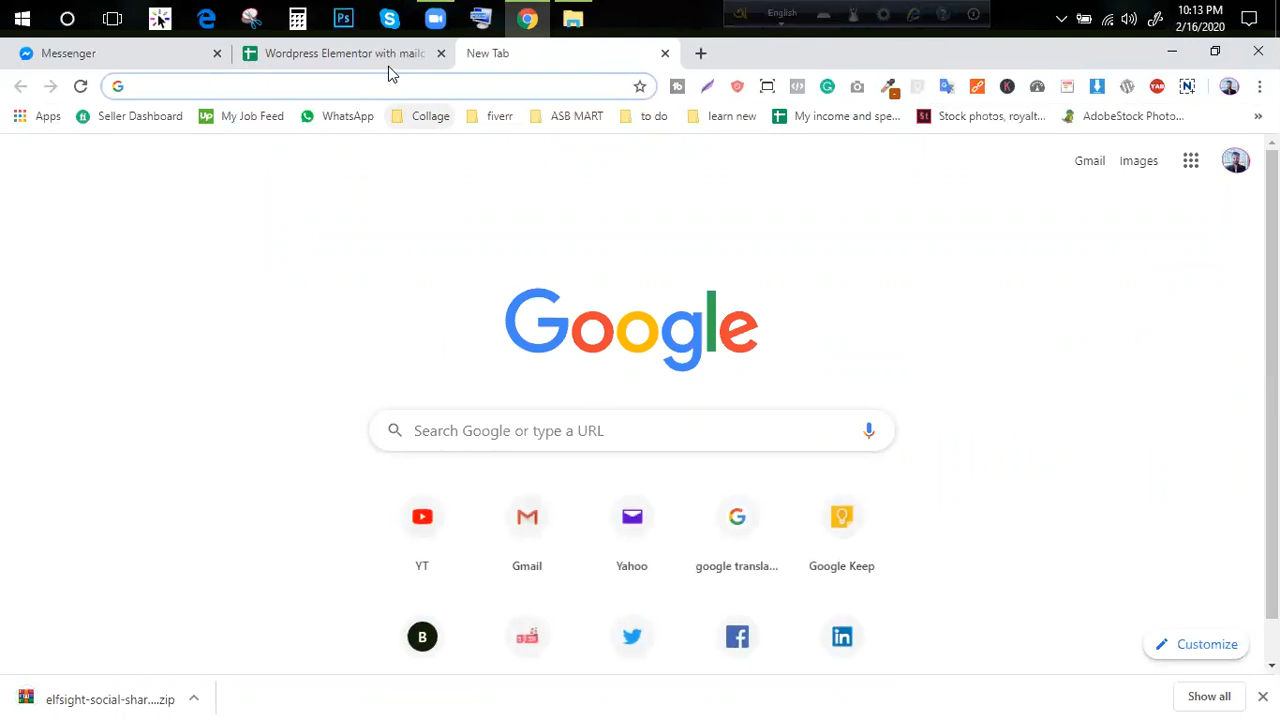 English
10:13 PM
2/16/2020
Messenger
Wordpress Elementor with mailc
New Tab
Apps
Seller Dashboard
My Job Feed
WhatsApp
Collage
fiverr
ASB MART
to do
learn new
My income and spe...
Stock photos, royalt...
AdobeStock Photo...
Gmail
Images
Google
Search Google or type a URL
YT
Gmail
Yahoo
google transla...
Google Keep
B
Customize
elfsight-social-shar....zip
Show all